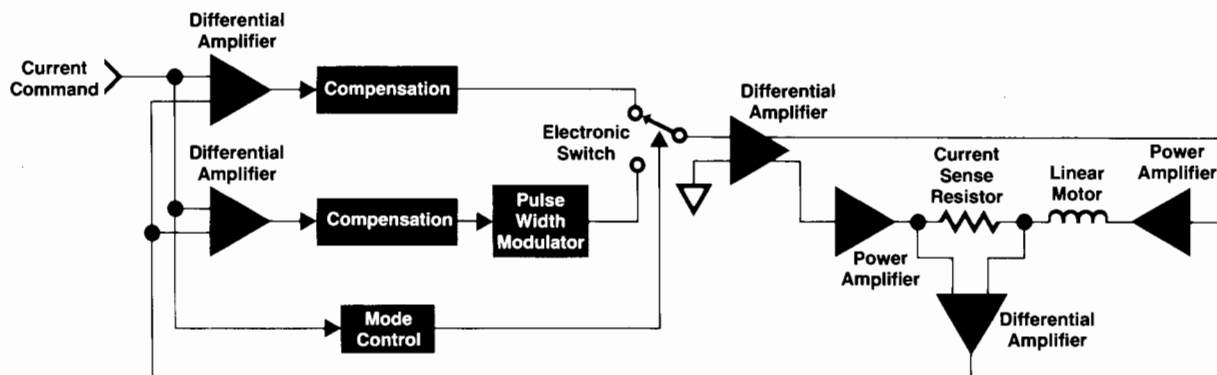 Differential
Amplifier
Current
Command
Compensation
Differential
Amplifier
Electronic
Switch
Differential
Amplifier
Compensation
Pulse
Width
Modulator
Current
Sense
Resistor
Linear
Motor
Power
Amplifier
Power
Amplifier
Mode
Control
Differential
Amplifier